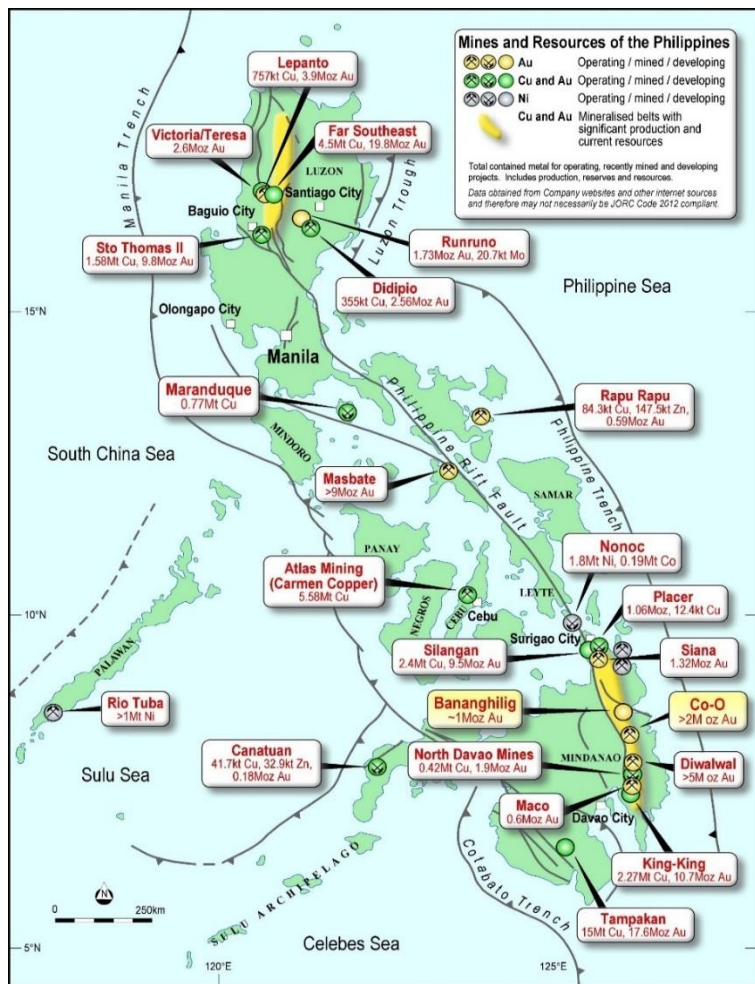 Mines and Resources of the Philippines
Au Operating / mined / developing
Cu and Au Operating / mined / developing
Ni Operating / mined / developing
Cu and Au Mineralised belts with
significant production and
current resources
Total contained metal for operating, recently mined and developing
projects. Includes production, reserves and resources.
Data obtained from Company websites and other internet sources
and therefore may not necessarily be JORC Code 2012 compliant.
Lepanto
757kt Cu, 3.9Moz Au
Victoria/Teresa
2.6Moz Au
Far Southeast
4.5Mt Cu, 19.8Moz Au
Manila Trench
LUZON
Santiago City
Baguio City
Luzon Trough
Sto Thomas II
1.58Mt Cu, 9.8Moz Au
Runruno
1.73Moz Au, 20.7kt Mo
Didipio
355kt Cu, 2.56Moz Au
Philippine Sea
15°N
Olongapo City
Manila
Maranduque
0.77Mt Cu
Philippine Rift Fault
Rapu Rapu
84.3kt Cu, 147.5kt Zn,
0.59Moz Au
Philippine Trench
South China Sea
MINDORO
Masbate
>9Moz Au
SAMAR
PANAY
Nonoc
1.8Mt Ni, 0.19Mt Co
Atlas Mining
(Carmen Copper)
5.58Mt Cu
LEYTE
Placer
1.06Moz, 12.4kt Cu
10°N
NEGROS
CEBU
Cebu
Surigao City
Silangan
2.4Mt Cu, 9.5Moz Au
Siana
1.32Moz Au
PALAWAN
Rio Tuba
>1Mt Ni
Bananghilig
~1Moz Au
Co-O
>2M oz Au
Sulu Sea
Canatuan
41.7kt Cu, 32.9kt Zn,
0.18Moz Au
North Davao Mines
0.42Mt Cu, 1.9Moz Au
MINDANAO
Diwalwal
>5M oz Au
Maco
0.6Moz Au
Davao City
King-King
2.27Mt Cu, 10.7Moz Au
Cotabato Trench
SULU ARCHIPELAGO
Tampakan
15Mt Cu, 17.6Moz Au
N
0 250km
Celebes Sea
5°N
120°E
125°E